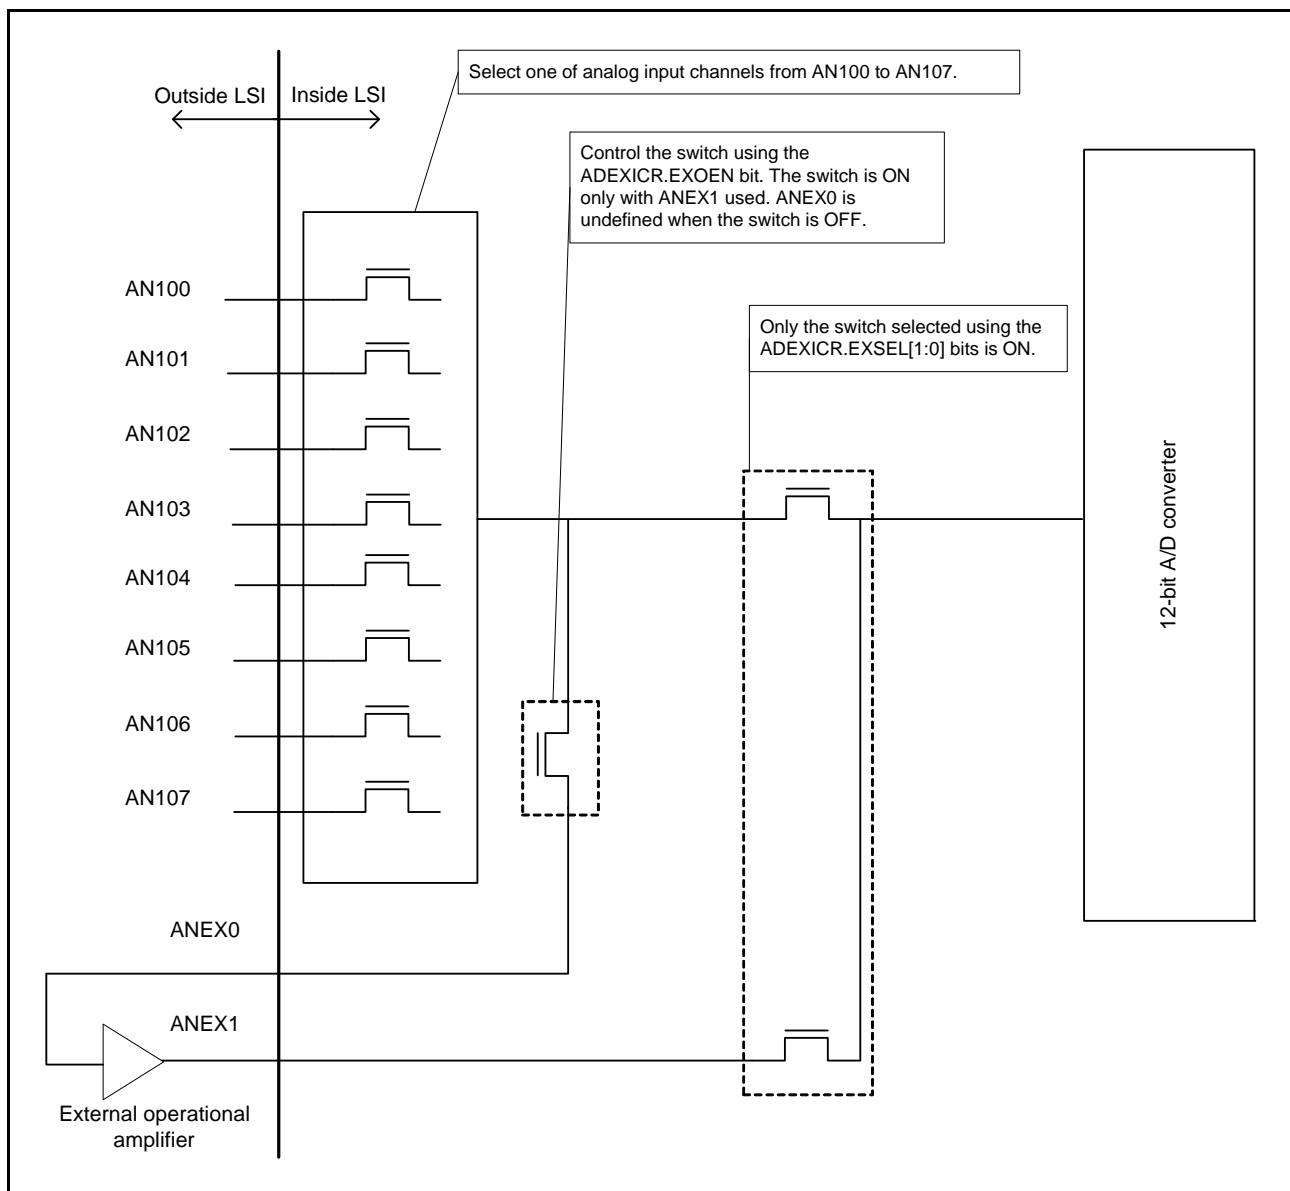 Select one of analog input channels from AN100 to AN107.
Outside LSI
Inside LSI
Control the switch using the
ADEXICR.EXOEN bit. The switch is ON
only with ANEX1 used. ANEX0 is
undefined when the switch is OFF.
Only the switch selected using the
ADEXICR.EXSEL[1:0] bits is ON.
AN100
AN101
AN102
AN103
AN104
AN105
AN106
AN107
12-bit A/D converter
ANEX0
ANEX1
External operational
amplifier